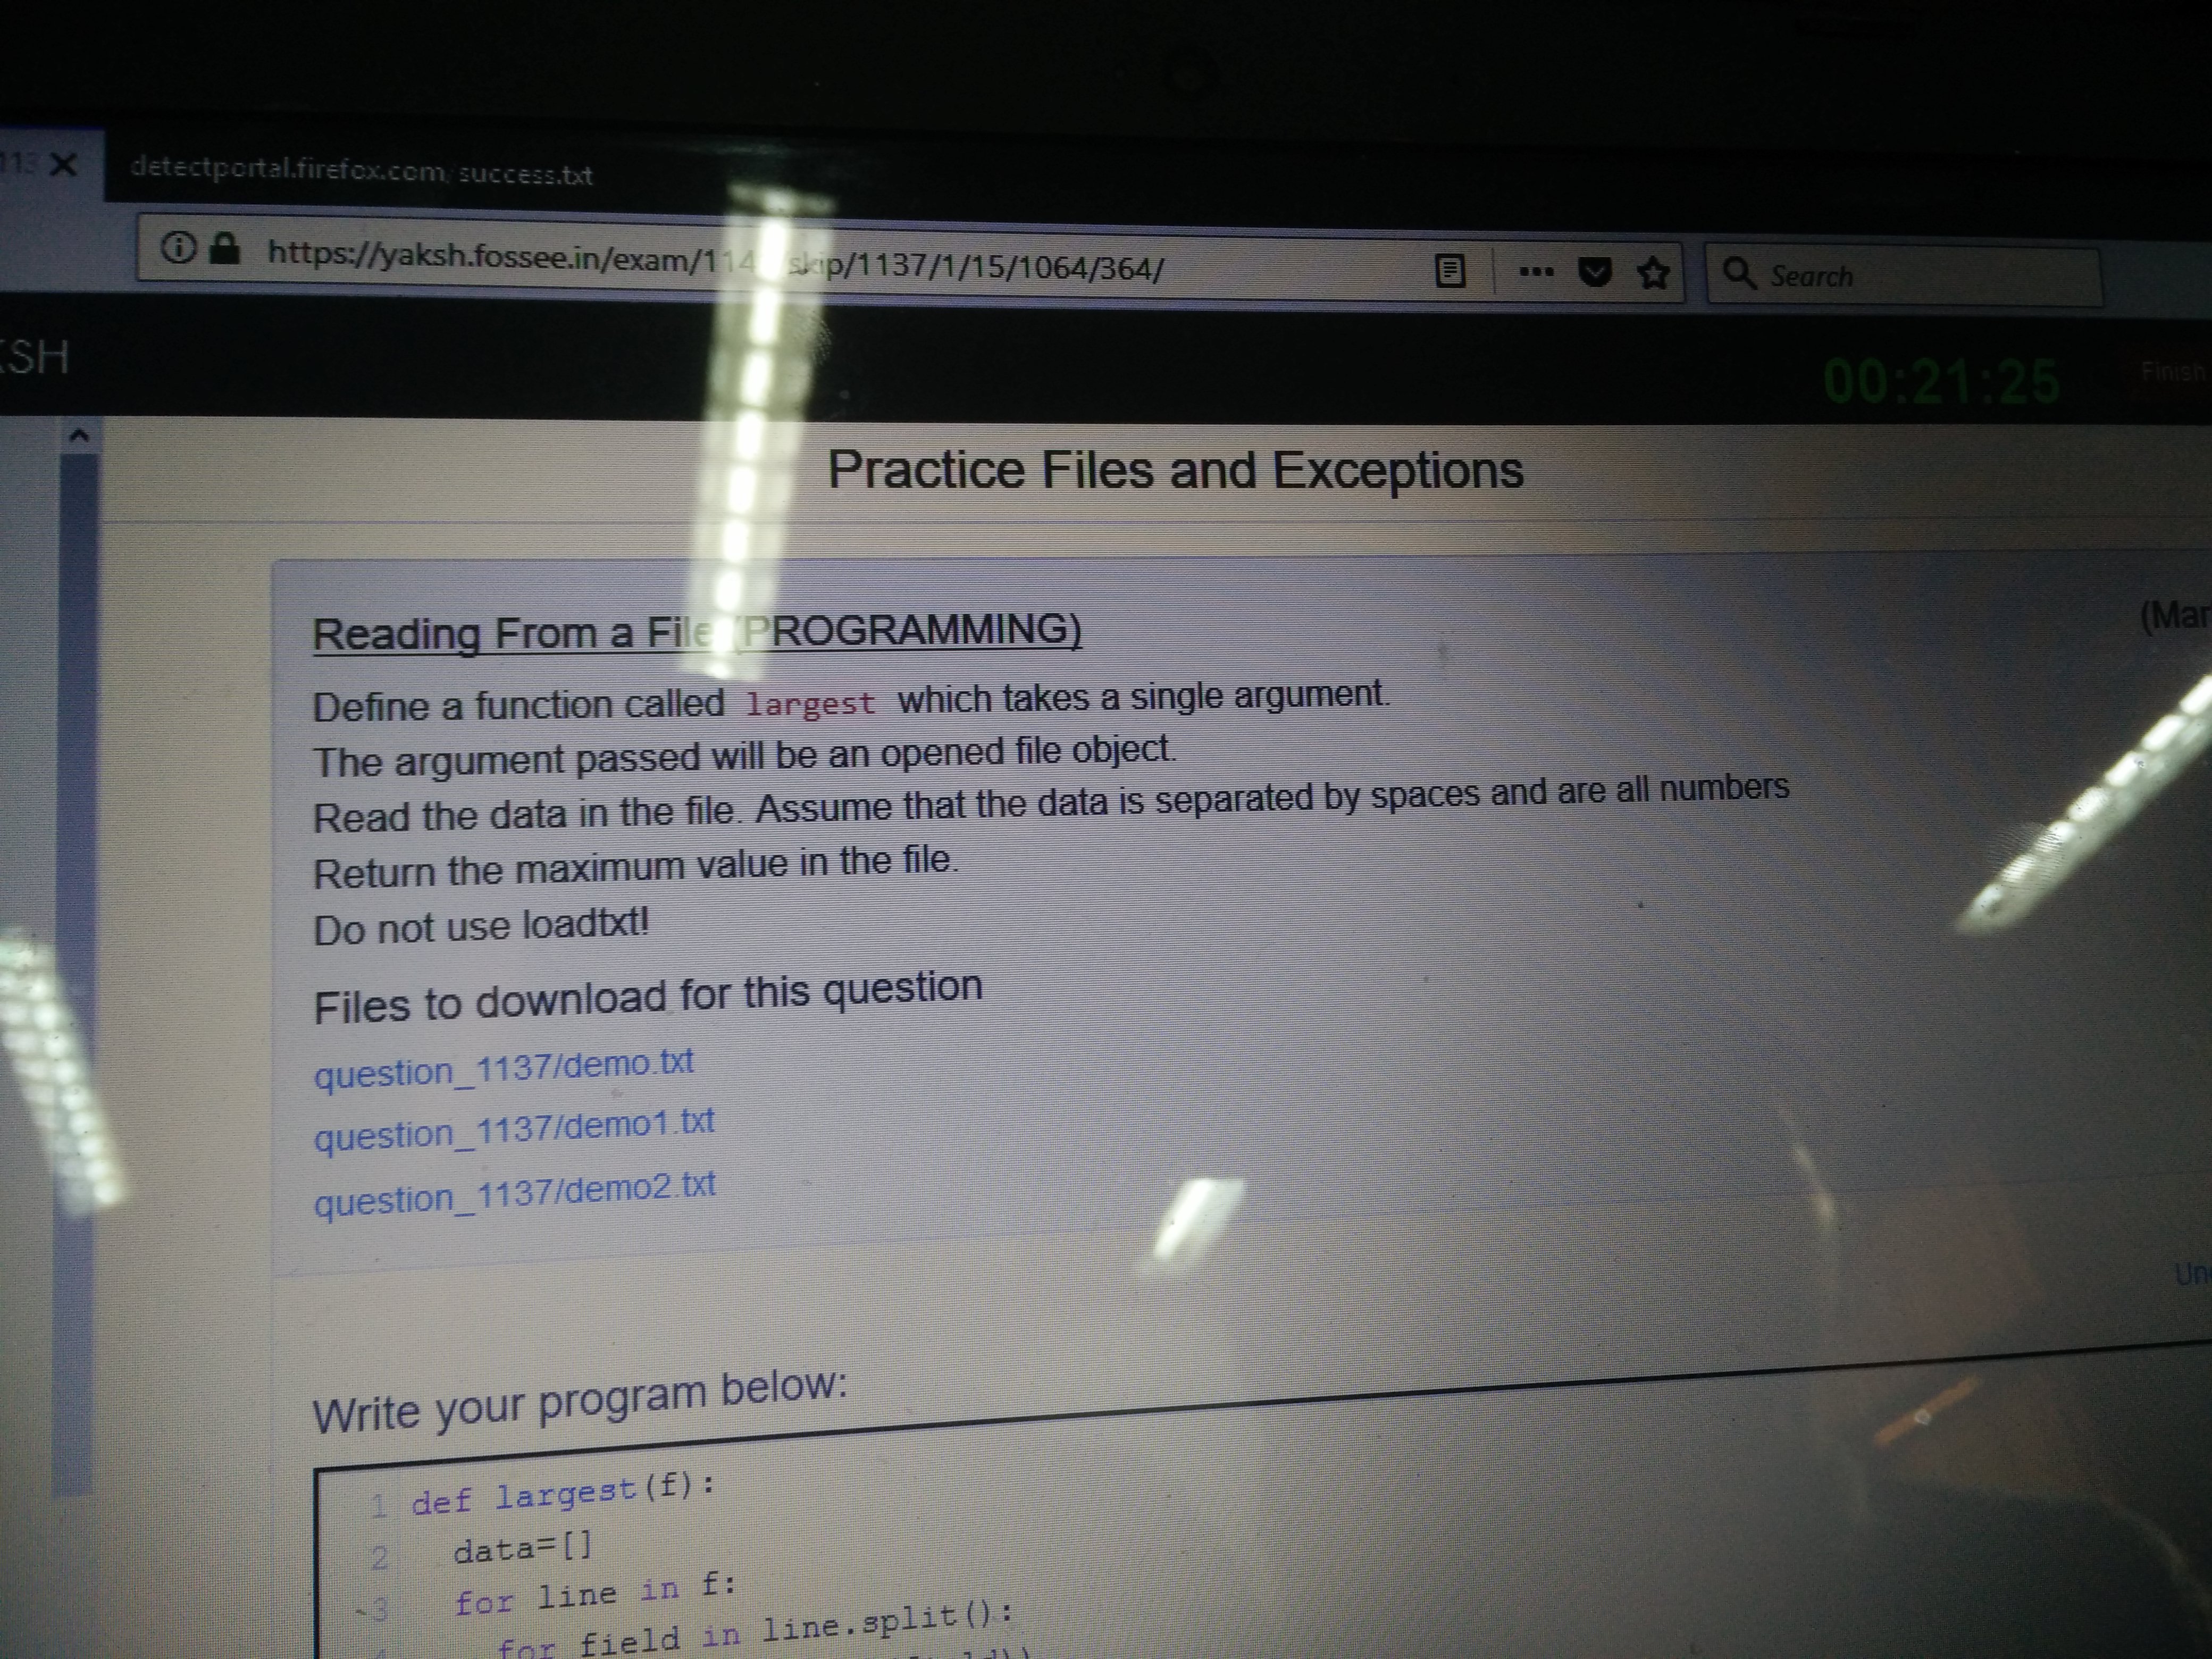 113
detectportal.firefox.com/success.txt
https://yaksh.fossee.in/exam/114 skip/1137/1/15/1064/364/
Search
KSH
00:21:25
Finish
Practice Files and Exceptions
Reading From a File (PROGRAMMING)
(Mar
Define a function called largest which takes a single argument.
The argument passed will be an opened file object.
Read the data in the file. Assume that the data is separated by spaces and are all numbers
Return the maximum value in the file.
Do not use loadtxt!
Files to download for this question
question_1137/demo.txt
question_1137/demo1.txt
question_1137/demo2.txt
Write your program below:
1 def largest(f):
2 data=[]
3 for line in f:
4 for field in line.split():